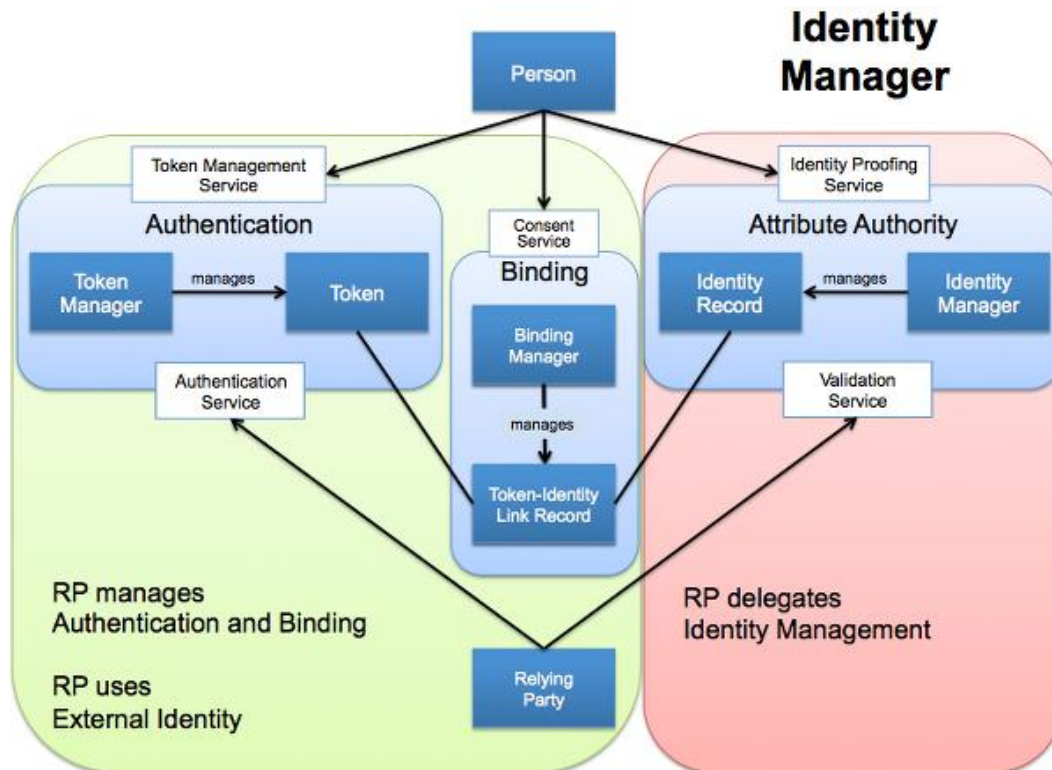 Identity
Manager
Person
Token Management
Service
Identity Proofing
Service
Consent
Service
Authentication
Binding
Attribute Authority
Token
Manager
manages
Token
Binding
Manager
manages
Token-Identity
Link Record
Identity
Record
manages
Identity
Manager
Authentication
Service
Validation
Service
RP manages
Authentication and Binding
RP uses
External Identity
RP delegates
Identity Management
Relying
Party